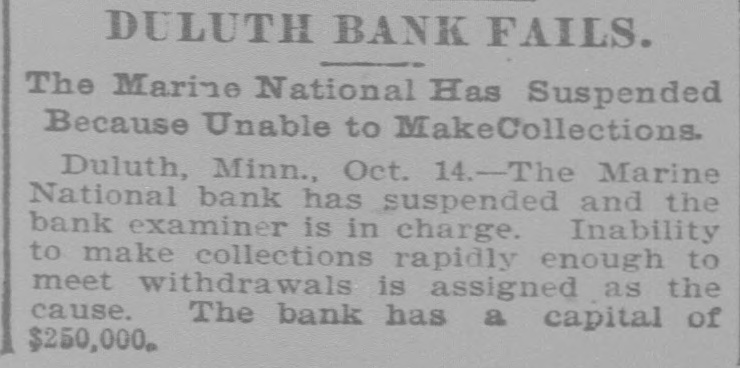 DULUTH BANK FAILS.
The Marine National Has Suspended
Because Unable to MakeCollections.
Duluth, Minn., Oct. 14.—The Marine
National bank has suspended and the
bank examiner is in charge. Inability
to make collections rapidly enough to
meet withdrawals is assigned as the
cause. The bank has a capital of
$250,000.